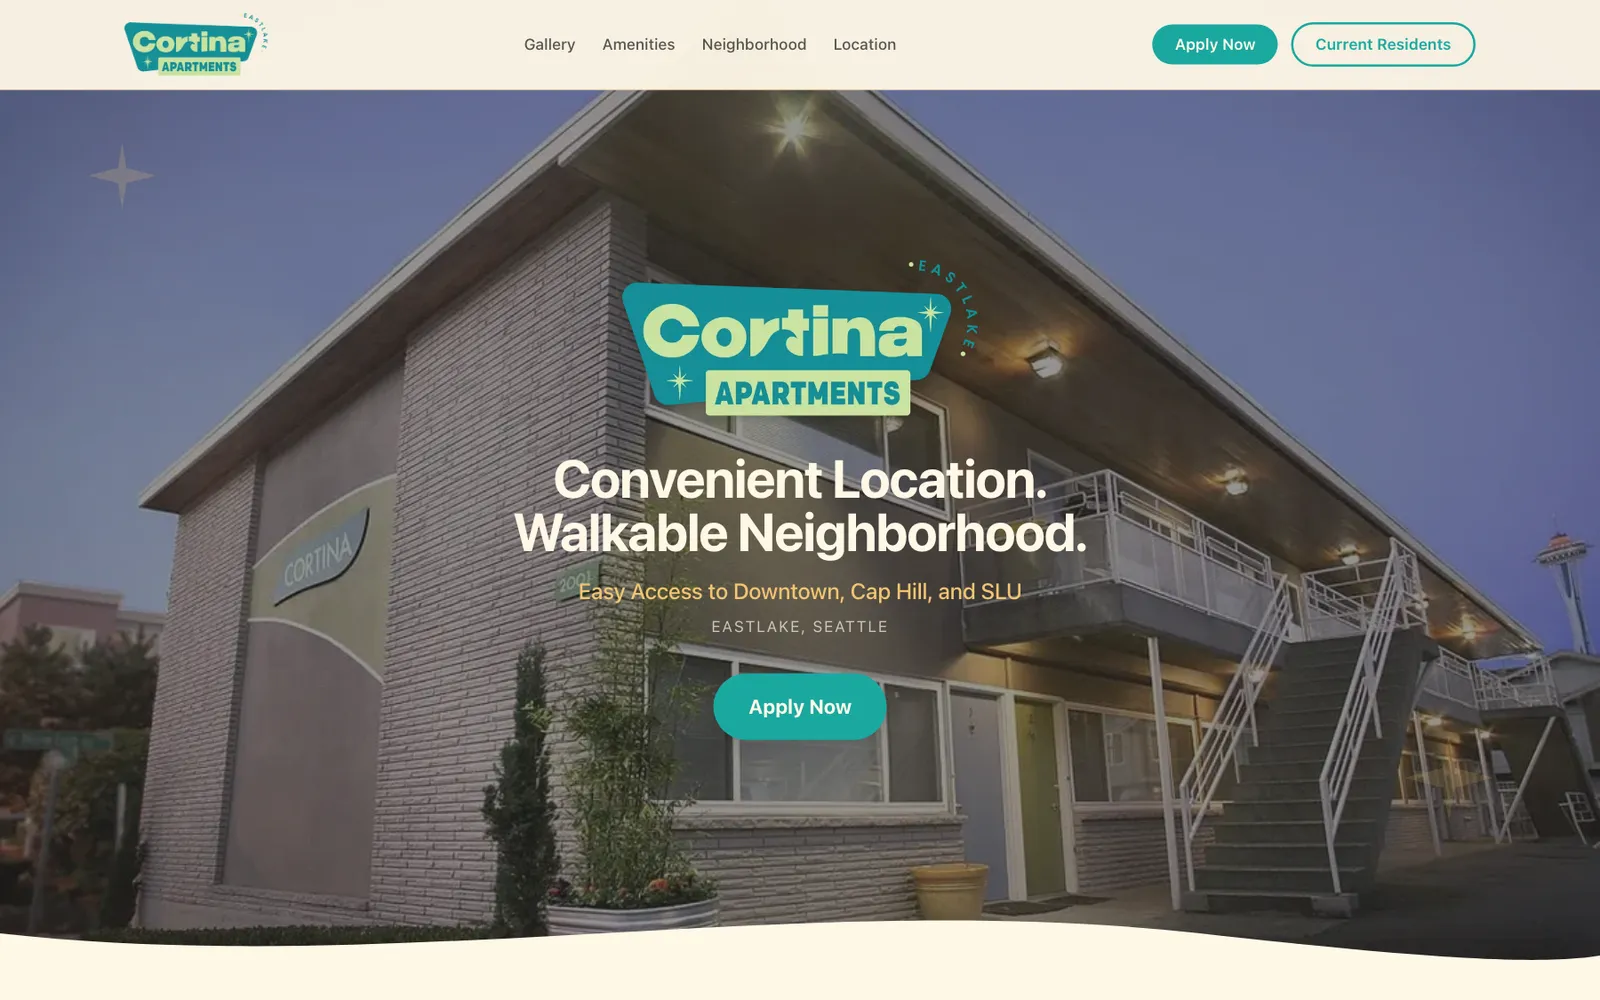 Cortina
APARTMENTS
EASTLAKE
Gallery
Amenities
Neighborhood
Location
Apply Now
Current Residents
EASTLAKE
Cortina
APARTMENTS
Convenient Location.
Walkable Neighborhood.
CORTINA
2001
Easy Access to Downtown, Cap Hill, and SLU
EASTLAKE, SEATTLE
Apply Now